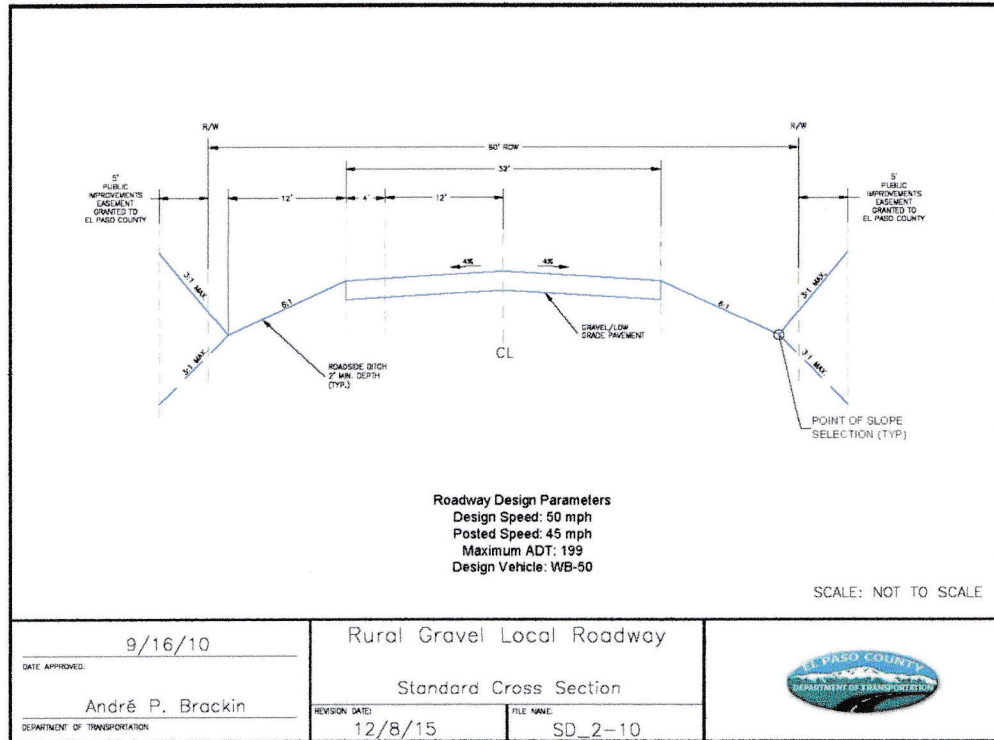 R/W
R/W
60' ROW
32'
5'
PUBLIC
IMPROVEMENTS
EASEMENT
GRANTED TO
EL PASO COUNTY
12'
4'
12'
5'
PUBLIC
IMPROVEMENTS
EASEMENT
GRANTED TO
EL PASO COUNTY
4%
4%
3:1 MAX.
3:1 MAX.
6:1
6:1
3:1 MAX.
3:1 MAX.
ROADSIDE DITCH
2' MIN. DEPTH
(TYP.)
GRAVEL/LOW
GRADE PAVEMENT
CL
POINT OF SLOPE
SELECTION (TYP)
Roadway Design Parameters
Design Speed: 50 mph
Posted Speed: 45 mph
Maximum ADT: 199
Design Vehicle: WB-50
SCALE: NOT TO SCALE
9/16/10
DATE APPROVED:
André P. Brackin
DEPARTMENT OF TRANSPORTATION
Rural Gravel Local Roadway
Standard Cross Section
REVISION DATE:
12/8/15
FILE NAME:
SD_2-10
EL PASO COUNTY
DEPARTMENT OF TRANSPORTATION